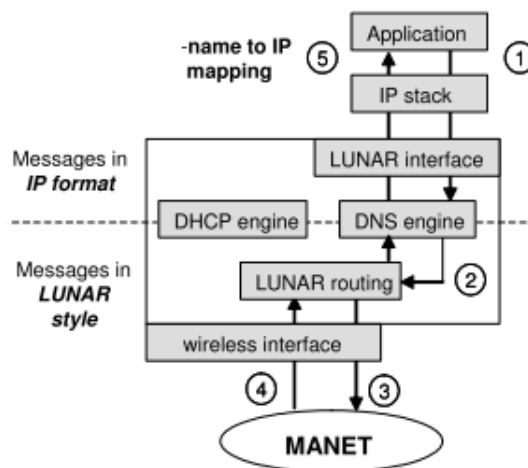 Application
-name to IP
mapping
5
1
IP stack
Messages in
IP format
LUNAR interface
DHCP engine
DNS engine
Messages in
LUNAR
style
2
LUNAR routing
wireless interface
4
3
MANET